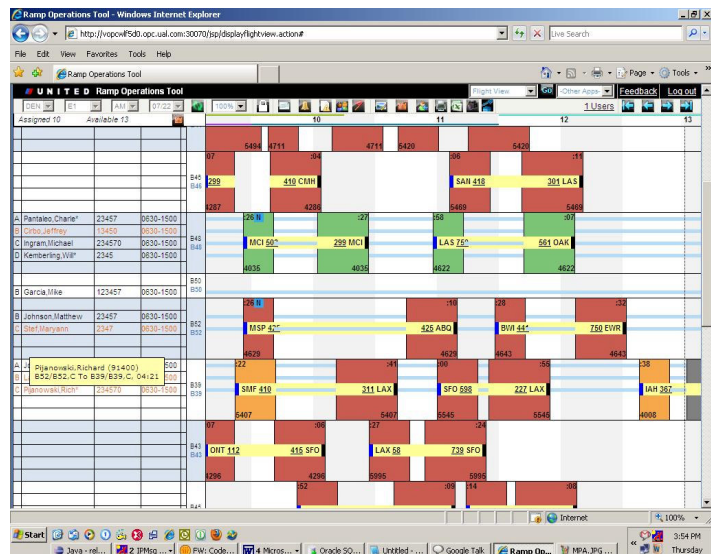 Ramp Operations Tool - Windows Internet Explorer
http://vopcwlf5d0.opc.ual.com:30070/jsp/displayflightview.action#
Live Search
File Edit View Favorites Tools Help
Ramp Operations Tool
Page Tools
UNITED Ramp Operations Tool
Flight View GO -Other Apps- Feedback Log out
DEN E1 AM 07/22 100% 1 Users
Assigned 10 Available 13
10 11 12 13
5494 4711 4711 5420 5420
07 :04 :06 :11
B46 299 410 CMH SAN 418 301 LAS
B46
4287 4286 5469 5469
A Pantaleo,Charle* 23457 0630-1500 :26 N :27 :58 :07
B Cirbo,Jeffrey 13450 0630-1500
C Ingram,Michael 234570 0630-1500 B48 MCI 299 MCI LAS 561 OAK
D Kemberling,Will* 2345 0630-1500 B48
4035 4035 4622 4622
B50
B Garcia,Mike 123457 0630-1500 B50
:26 N :10 :28 :32
B Johnson,Matthew 23457 0630-1500 B52 MSP 425 ABQ BWI 750 EWR
C Stef,Maryann 2347 0630-1500 B52
4629 4629 4643 4643
:22 :41 :00 :55 :38
Pijanowski,Richard (91400)
B52/B52,C To B39/B39,C, 04:21
C Pijanowski,Rich* 234570 0630-1500 B39 SMF 410 311 LAX SFO 598 227 LAX IAH 367
B39
5407 5407 5545 5545 4008
07 :06 :27 :24
B43 ONT 112 415 SFO LAX 58 739 SFO
B43
4296 4296 5995 5995
:52 :09 :14 :08
Internet 100%
Start 3:54 PM
Java - rel... 2 IPMsg ... FW: Code... 4 Micros... Oracle SQ... Untitled - ... Google Talk Ramp Op... MPA.JPG ... Thursday